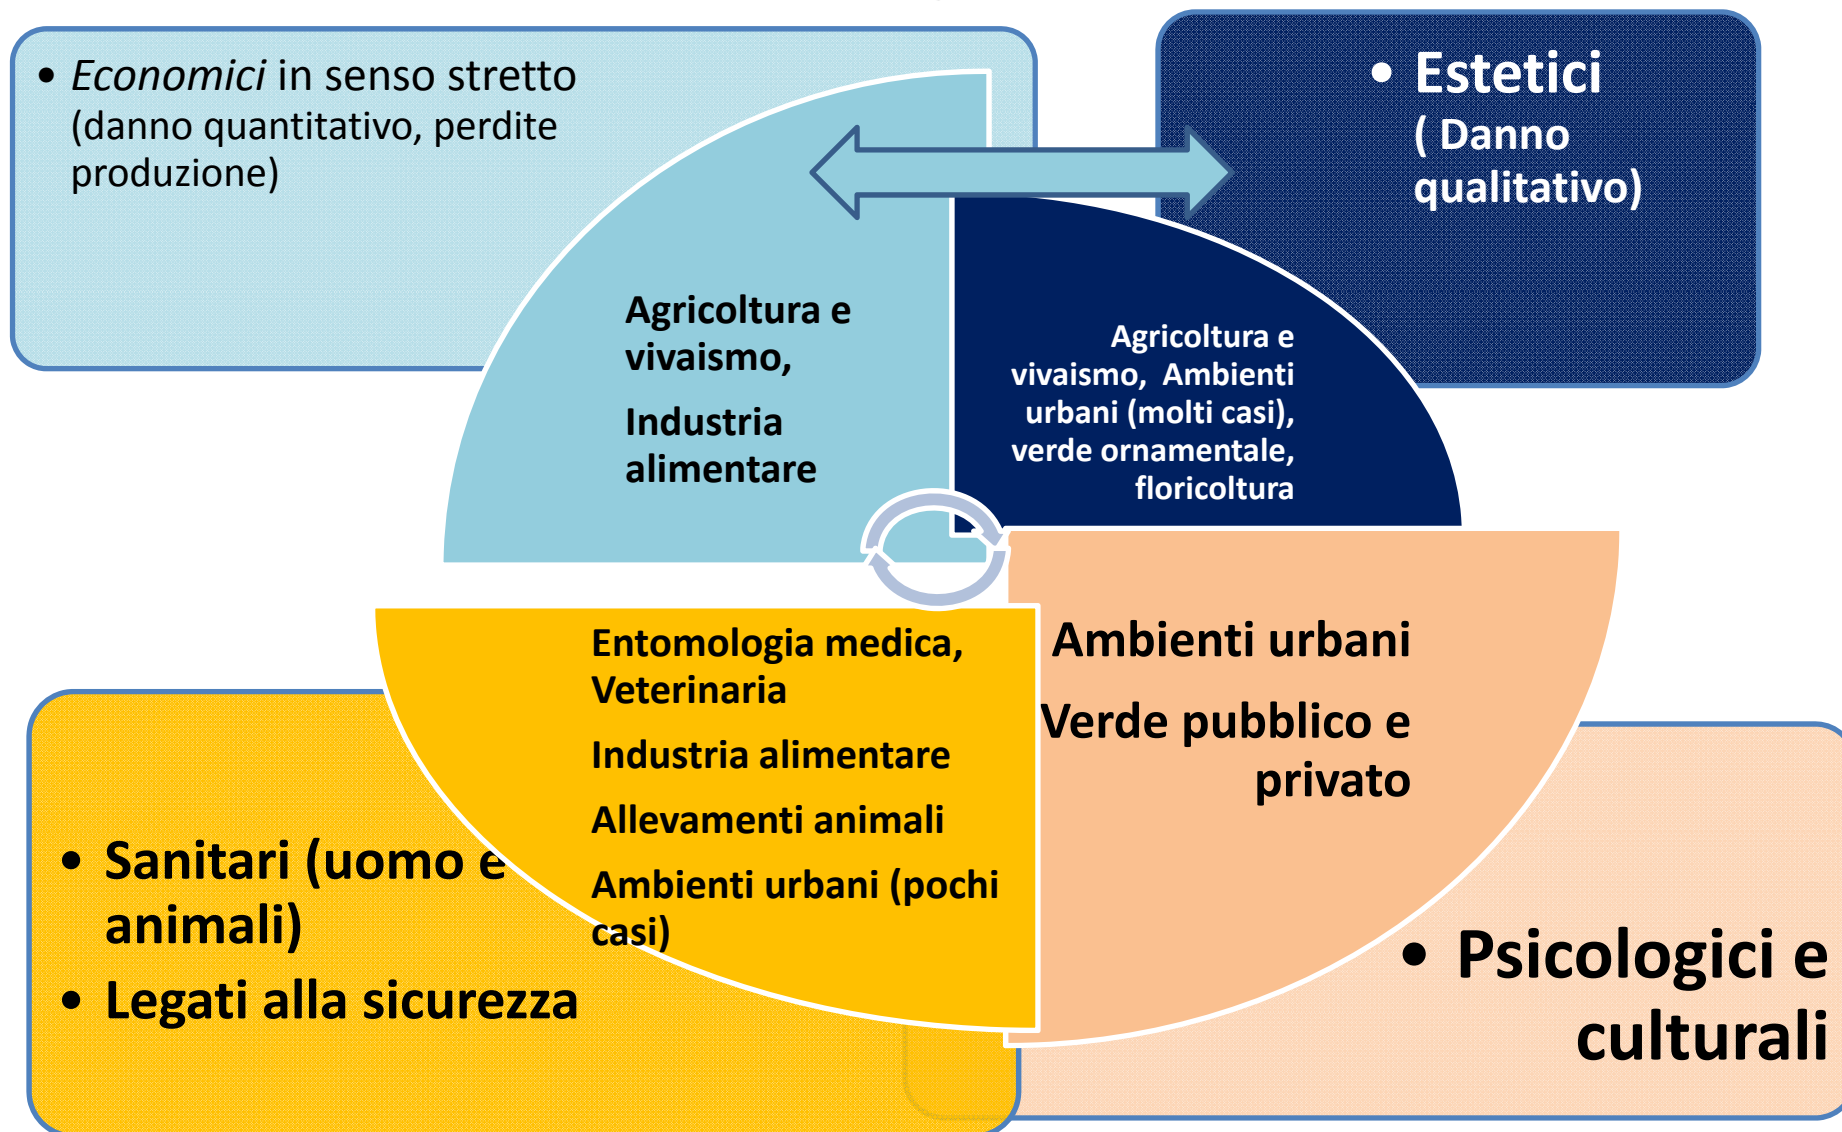 • Economici in senso stretto
(danno quantitativo, perdite
produzione)
• Estetici
( Danno
qualitativo)
Agricoltura e
vivaismo,
Industria
alimentare
Agricoltura e
vivaismo, Ambienti
urbani (molti casi),
verde ornamentale,
floricoltura
Entomologia medica,
Veterinaria
Industria alimentare
Allevamenti animali
Ambienti urbani (pochi
casi)
Ambienti urbani
Verde pubblico e
privato
• Sanitari (uomo e
animali)
• Legati alla sicurezza
• Psicologici e
culturali